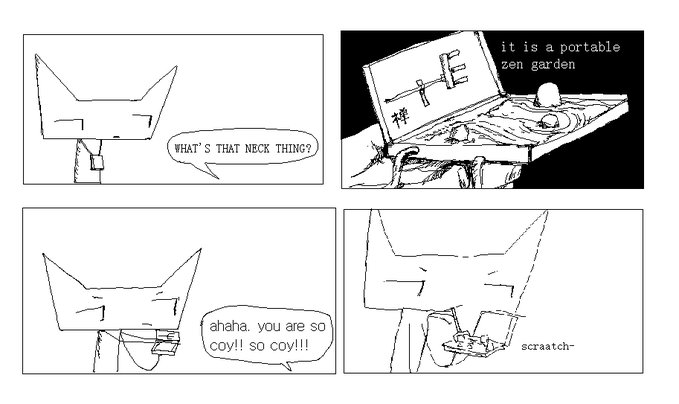 WHAT'S THAT NECK THING?
it is a portable
zen garden
禅
ahaha. you are so
coy!! so coy!!!
scraatch-